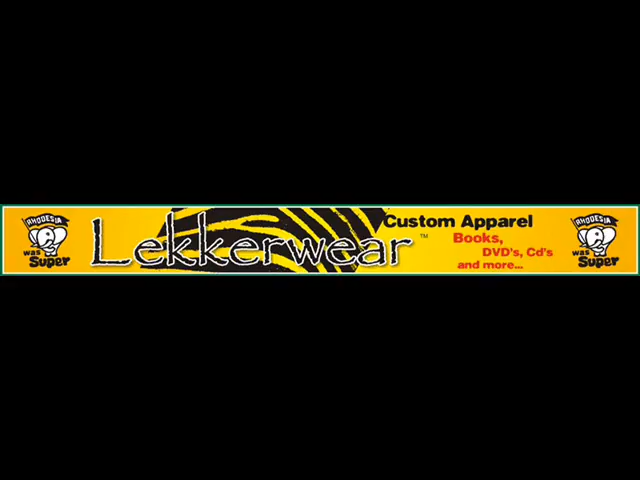 RHODESIA
was
Super
Lekkerwear™
Custom Apparel
Books,
DVD's, Cd's
and more...
RHODESIA
was
Super